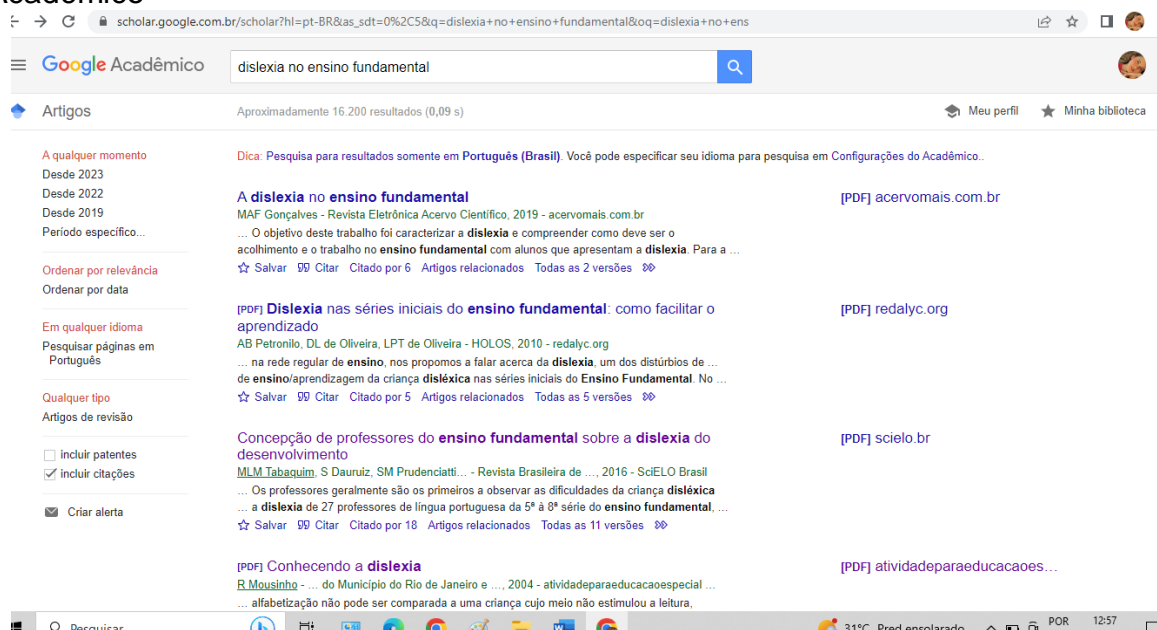 scholar.google.com.br/scholar?hl=pt-BR&as_sdt=0%2C5&q=dislexia+no+ensino+fundamental&oq=dislexia+no+ens
Google Acadêmico
dislexia no ensino fundamental
Artigos
Aproximadamente 16.200 resultados (0,09 s)
Meu perfil
Minha biblioteca
A qualquer momento
Desde 2023
Desde 2022
Desde 2019
Período específico...
Ordenar por relevância
Ordenar por data
Em qualquer idioma
Pesquisar páginas em
Português
Qualquer tipo
Artigos de revisão
incluir patentes
incluir citações
Criar alerta
Dica: Pesquisa para resultados somente em Português (Brasil). Você pode especificar seu idioma para pesquisa em Configurações do Acadêmico..
A dislexia no ensino fundamental
MAF Gonçalves - Revista Eletrônica Acervo Científico, 2019 - acervomais.com.br
... O objetivo deste trabalho foi caracterizar a dislexia e compreender como deve ser o
acolhimento e o trabalho no ensino fundamental com alunos que apresentam a dislexia. Para a ...
Salvar Citar Citado por 6 Artigos relacionados Todas as 2 versões
[PDF] acervomais.com.br
[PDF] Dislexia nas séries iniciais do ensino fundamental: como facilitar o
aprendizado
AB Petronilo, DL de Oliveira, LPT de Oliveira - HOLOS, 2010 - redalyc.org
... na rede regular de ensino, nos propomos a falar acerca da dislexia, um dos distúrbios de ...
de ensino/aprendizagem da criança disléxica nas séries iniciais do Ensino Fundamental. No ...
Salvar Citar Citado por 5 Artigos relacionados Todas as 5 versões
[PDF] redalyc.org
Concepção de professores do ensino fundamental sobre a dislexia do
desenvolvimento
MLM Tabaquim, S Dauruiz, SM Prudenciatti... - Revista Brasileira de ..., 2016 - SciELO Brasil
... Os professores geralmente são os primeiros a observar as dificuldades da criança disléxica
... a dislexia de 27 professores de língua portuguesa da 5ª à 8ª série do ensino fundamental, ...
Salvar Citar Citado por 18 Artigos relacionados Todas as 11 versões
[PDF] scielo.br
[PDF] Conhecendo a dislexia
R Mousinho - ... do Município do Rio de Janeiro e ..., 2004 - atividadeparaeducacaoespecial ...
... alfabetização não pode ser comparada a uma criança cujo meio não estimulou a leitura,
[PDF] atividadeparaeducacaoes...
Pesquisar
31°C Pred ensolarado
POR
12:57